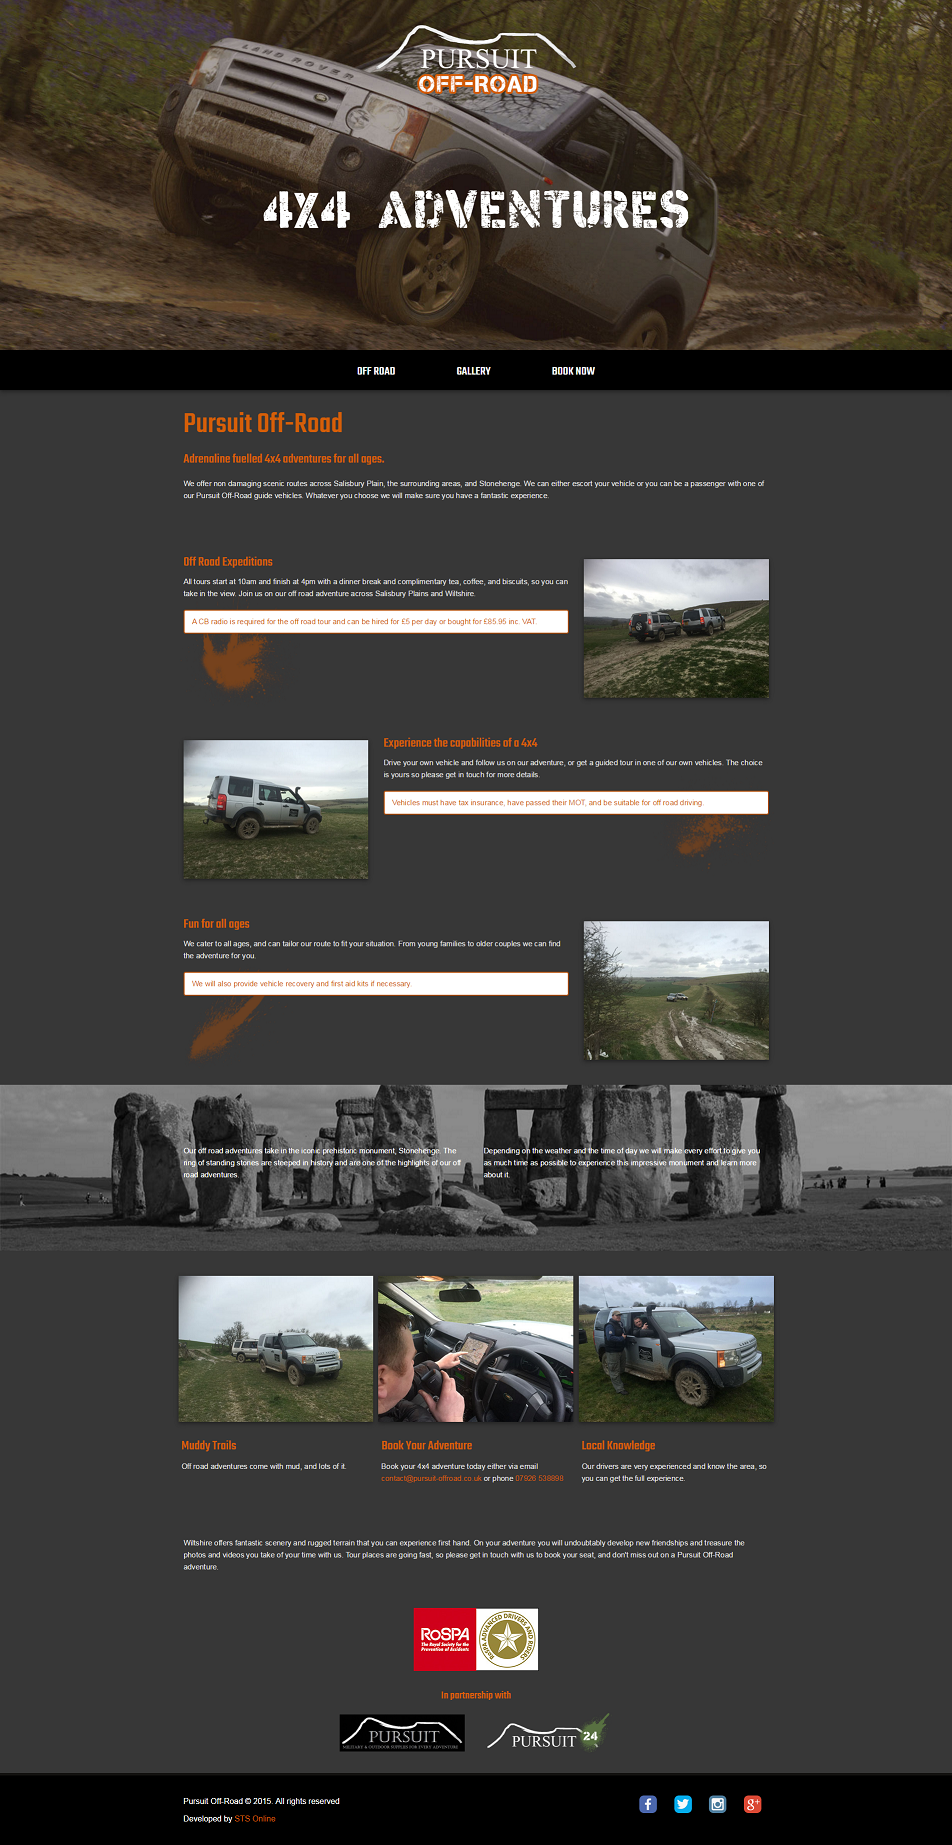 LAND ROVER
PURSUIT
OFF-ROAD
4x4 ADVENTURES
OFF ROAD GALLERY BOOK NOW
Pursuit Off-Road
Adrenaline fuelled 4x4 adventures for all ages.
We offer non damaging scenic routes across Salisbury Plain, the surrounding areas, and Stonehenge. We can either escort your vehicle or you can be a passenger with one of
our Pursuit Off-Road guide vehicles. Whatever you choose we will make sure you have a fantastic experience.
Off Road Expeditions
All tours start at 10am and finish at 4pm with a dinner break and complimentary tea, coffee, and biscuits, so you can
take in the view. Join us on our off road adventure across Salisbury Plains and Wiltshire.
A CB radio is required for the off road tour and can be hired for £5 per day or bought for £85.95 inc. VAT.
Experience the capabilities of a 4x4
Drive your own vehicle and follow us on our adventure, or get a guided tour in one of our own vehicles. The choice
is yours so please get in touch for more details.
Vehicles must have tax insurance, have passed their MOT, and be suitable for off road driving.
Fun for all ages
We cater to all ages, and can tailor our route to fit your situation. From young families to older couples we can find
the adventure for you.
We will also provide vehicle recovery and first aid kits if necessary.
Our off road adventures take in the iconic prehistoric monument, Stonehenge. The
ring of standing stones are steeped in history and are one of the highlights of our off
road adventures.
Depending on the weather and the time of day we will make every effort to give you
as much time as possible to experience this impressive monument and learn more
about it.
Muddy Trails
Off road adventures come with mud, and lots of it.
Book Your Adventure
Book your 4x4 adventure today either via email
contact@pursuit-offroad.co.uk or phone 07926 538898
Local Knowledge
Our drivers are very experienced and know the area, so
you can get the full experience.
Wiltshire offers fantastic scenery and rugged terrain that you can experience first hand. On your adventure you will undoubtably develop new friendships and treasure the
photos and videos you take of your time with us. Tour places are going fast, so please get in touch with us to book your seat, and don't miss out on a Pursuit Off-Road
adventure.
RoSPA
The Royal Society for the
Prevention of Accidents
RoSPA ADVANCED DRIVERS AND RIDERS
In partnership with
PURSUIT
MILITARY & OUTDOOR SUPPLIES FOR EVERY ADVENTURE
PURSUIT 24
Pursuit Off-Road © 2015. All rights reserved
Developed by STS Online